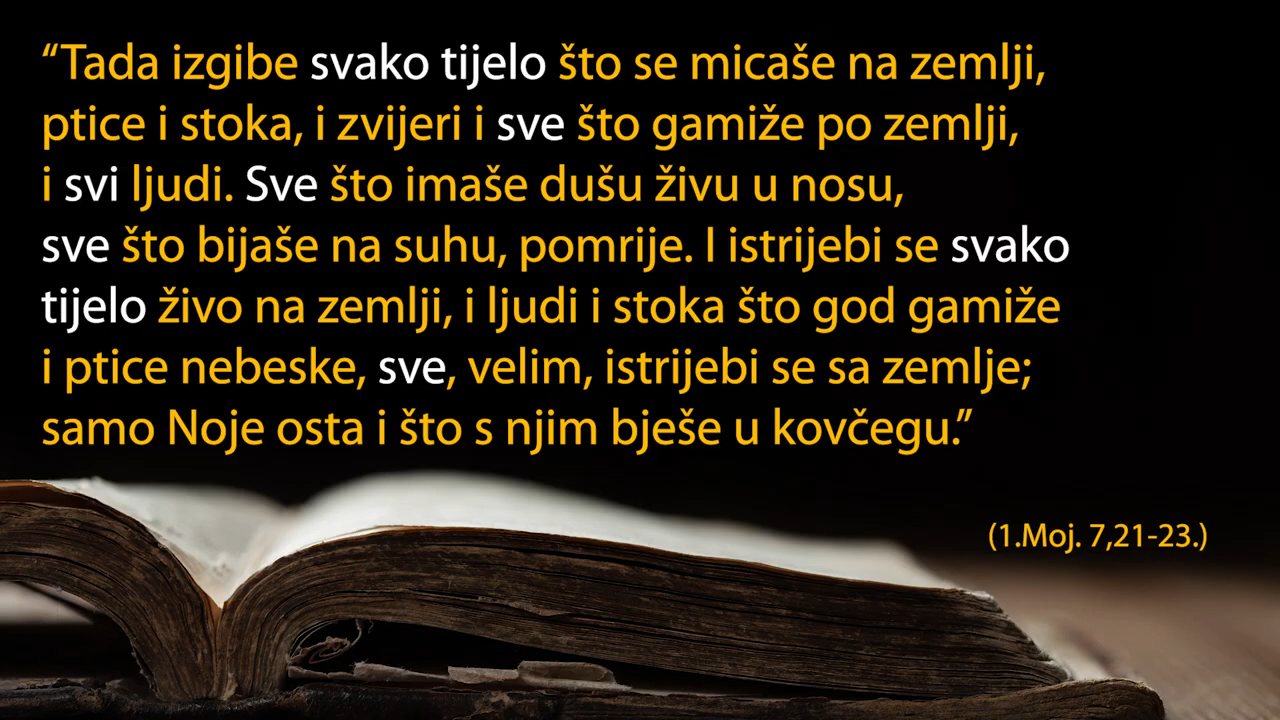 “Tada izgibe svako tijelo što se micaše na zemlji,
ptice i stoka, i zvijeri i sve što gamiže po zemlji,
i svi ljudi. Sve što imaše dušu živu u nosu,
sve što bijaše na suhu, pomrije. I istrijebi se svako
tijelo živo na zemlji, i ljudi i stoka što god gamiže
i ptice nebeske, sve, velim, istrijebi se sa zemlje;
samo Noje osta i što s njim bješe u kovčegu.”
(1.Moj. 7,21-23.)